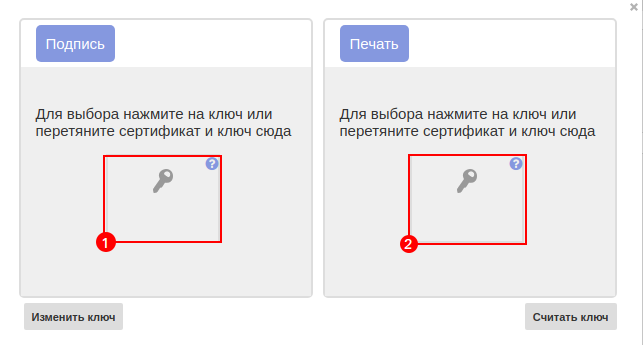 ×
Подпись
Для выбора нажмите на ключ или
перетяните сертификат и ключ сюда
?
1
Печать
Для выбора нажмите на ключ или
перетяните сертификат и ключ сюда
?
2
Изменить ключ
Считать ключ